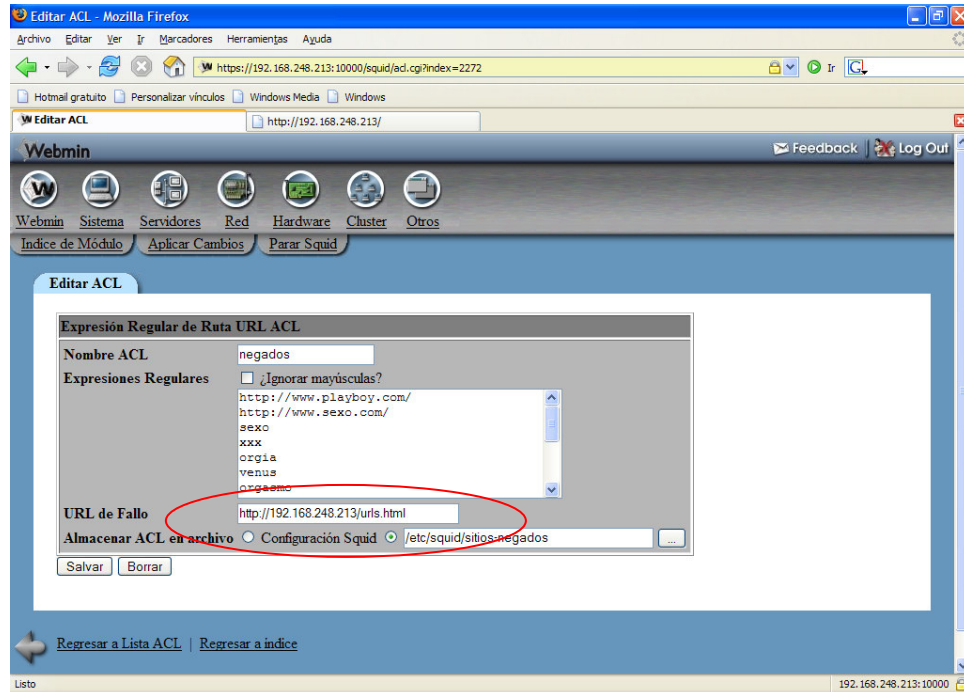 Editar ACL - Mozilla Firefox
Archivo Editar Ver Ir Marcadores Herramientas Ayuda
https://192.168.248.213:10000/squid/acl.cgi?index=2272 Ir
Hotmail gratuito Personalizar vínculos Windows Media Windows
Editar ACL http://192.168.248.213/
Webmin Feedback Log Out
Webmin Sistema Servidores Red Hardware Cluster Otros
Indice de Módulo Aplicar Cambios Parar Squid
Editar ACL
Expresión Regular de Ruta URL ACL
Nombre ACL negados
Expresiones Regulares ¿Ignorar mayúsculas?
http://www.playboy.com/
http://www.sexo.com/
sexo
xxx
orgia
venus
orgasmo
URL de Fallo http://192.168.248.213/urls.html
Almacenar ACL en archivo Configuración Squid /etc/squid/sitios-negados ...
Salvar Borrar
Regresar a Lista ACL | Regresar a indice
Listo 192.168.248.213:10000